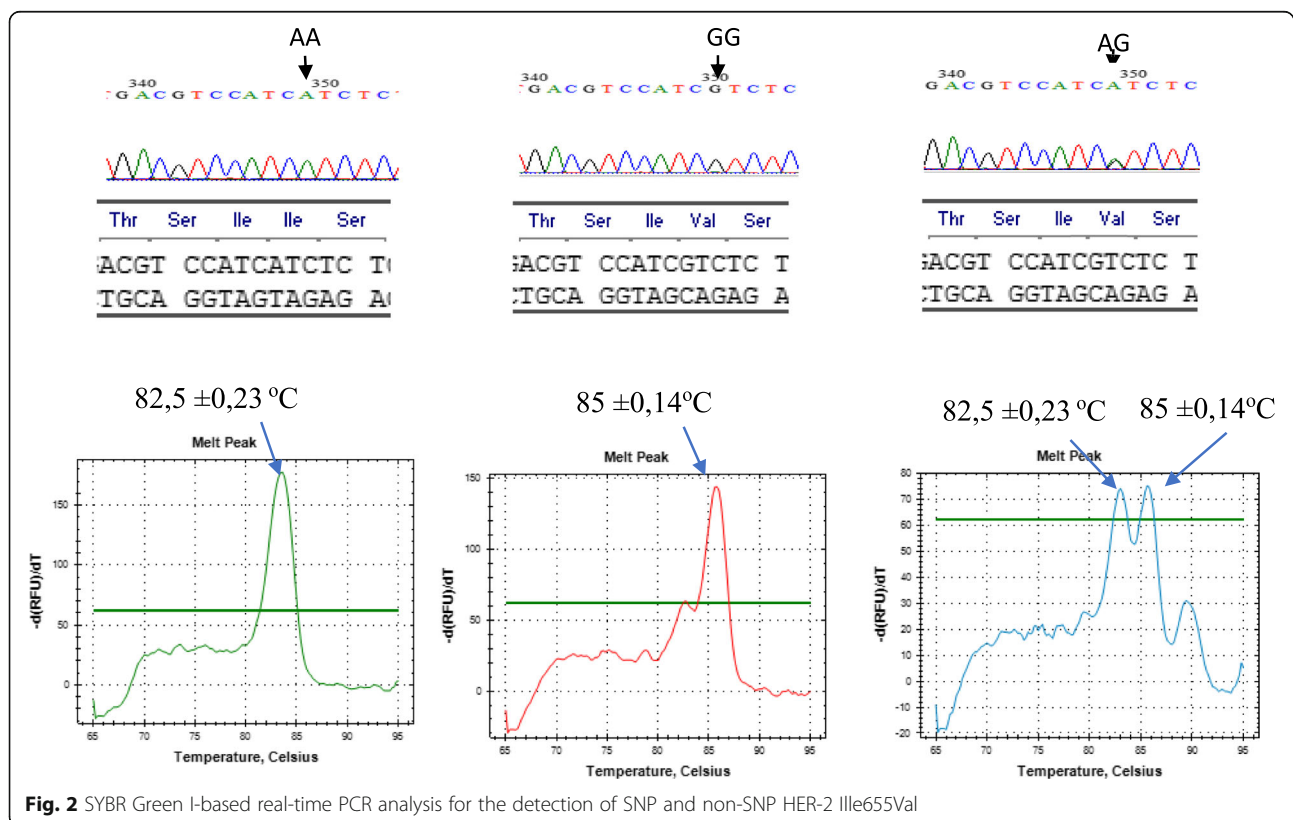 AA
340 350
GACGTCCATCATCTC
Thr Ser Ile Ile Ser
ACGT CCATCATCTC T
TGCA GGTAGTAGAG A
GG
340 350
GACGTCCATCGTCTC
Thr Ser Ile Val Ser
ACGT CCATCGTCTC T
TGCA GGTAGCAGAG A
AG
340 350
GACGTCCATCATCTC
Thr Ser Ile Val Ser
ACGT CCATCGTCTC T
TGCA GGTAGCAGAG A
82,5 ±0,23 ºC
Melt Peak
-d(RFU)/dT
150
100
50
0
65 70 75 80 85 90 95
Temperature, Celsius
85 ±0,14ºC
Melt Peak
-d(RFU)/dT
150
100
50
0
65 70 75 80 85 90 95
Temperature, Celsius
82,5 ±0,23 ºC 85 ±0,14ºC
Melt Peak
-d(RFU)/dT
80
70
60
50
40
30
20
10
0
-10
-20
65 70 75 80 85 90 95
Temperature, Celsius
Fig. 2 SYBR Green I-based real-time PCR analysis for the detection of SNP and non-SNP HER-2 Ille655Val